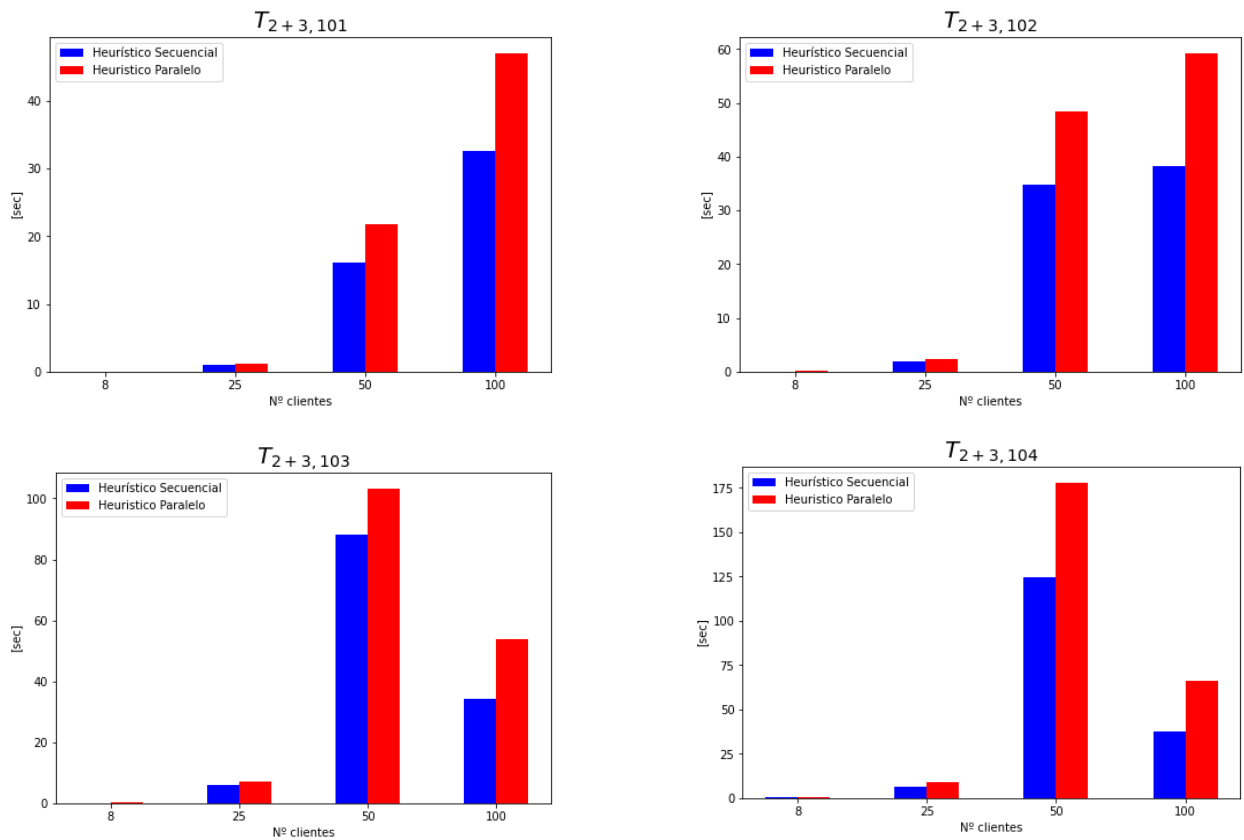 T2+3, 101
Heurístico Secuencial
Heuristico Paralelo
40
30
20
10
0
[sec]
8 25 50 100
Nº clientes
T2+3, 102
Heurístico Secuencial
Heuristico Paralelo
60
50
40
30
20
10
0
[sec]
8 25 50 100
Nº clientes
T2+3, 103
Heurístico Secuencial
Heuristico Paralelo
100
80
60
40
20
0
[sec]
8 25 50 100
Nº clientes
T2+3, 104
Heurístico Secuencial
Heuristico Paralelo
175
150
125
100
75
50
25
0
[sec]
8 25 50 100
Nº clientes